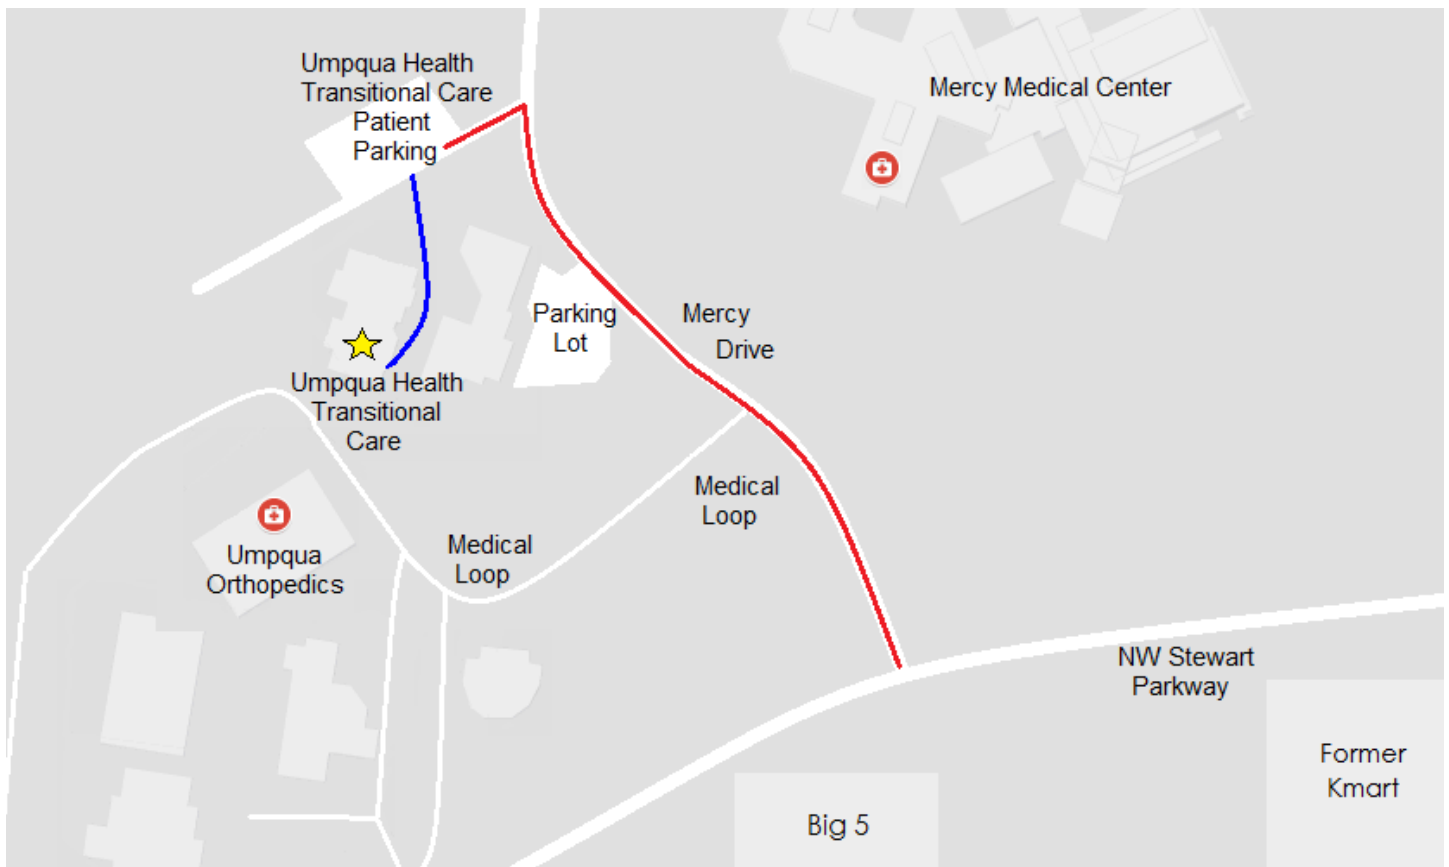 Umpqua Health
Transitional Care
Patient
Parking
Mercy Medical Center
Parking
Lot
Mercy
Drive
Umpqua Health
Transitional
Care
Medical
Loop
Medical
Loop
Umpqua
Orthopedics
NW Stewart
Parkway
Former
Kmart
Big 5